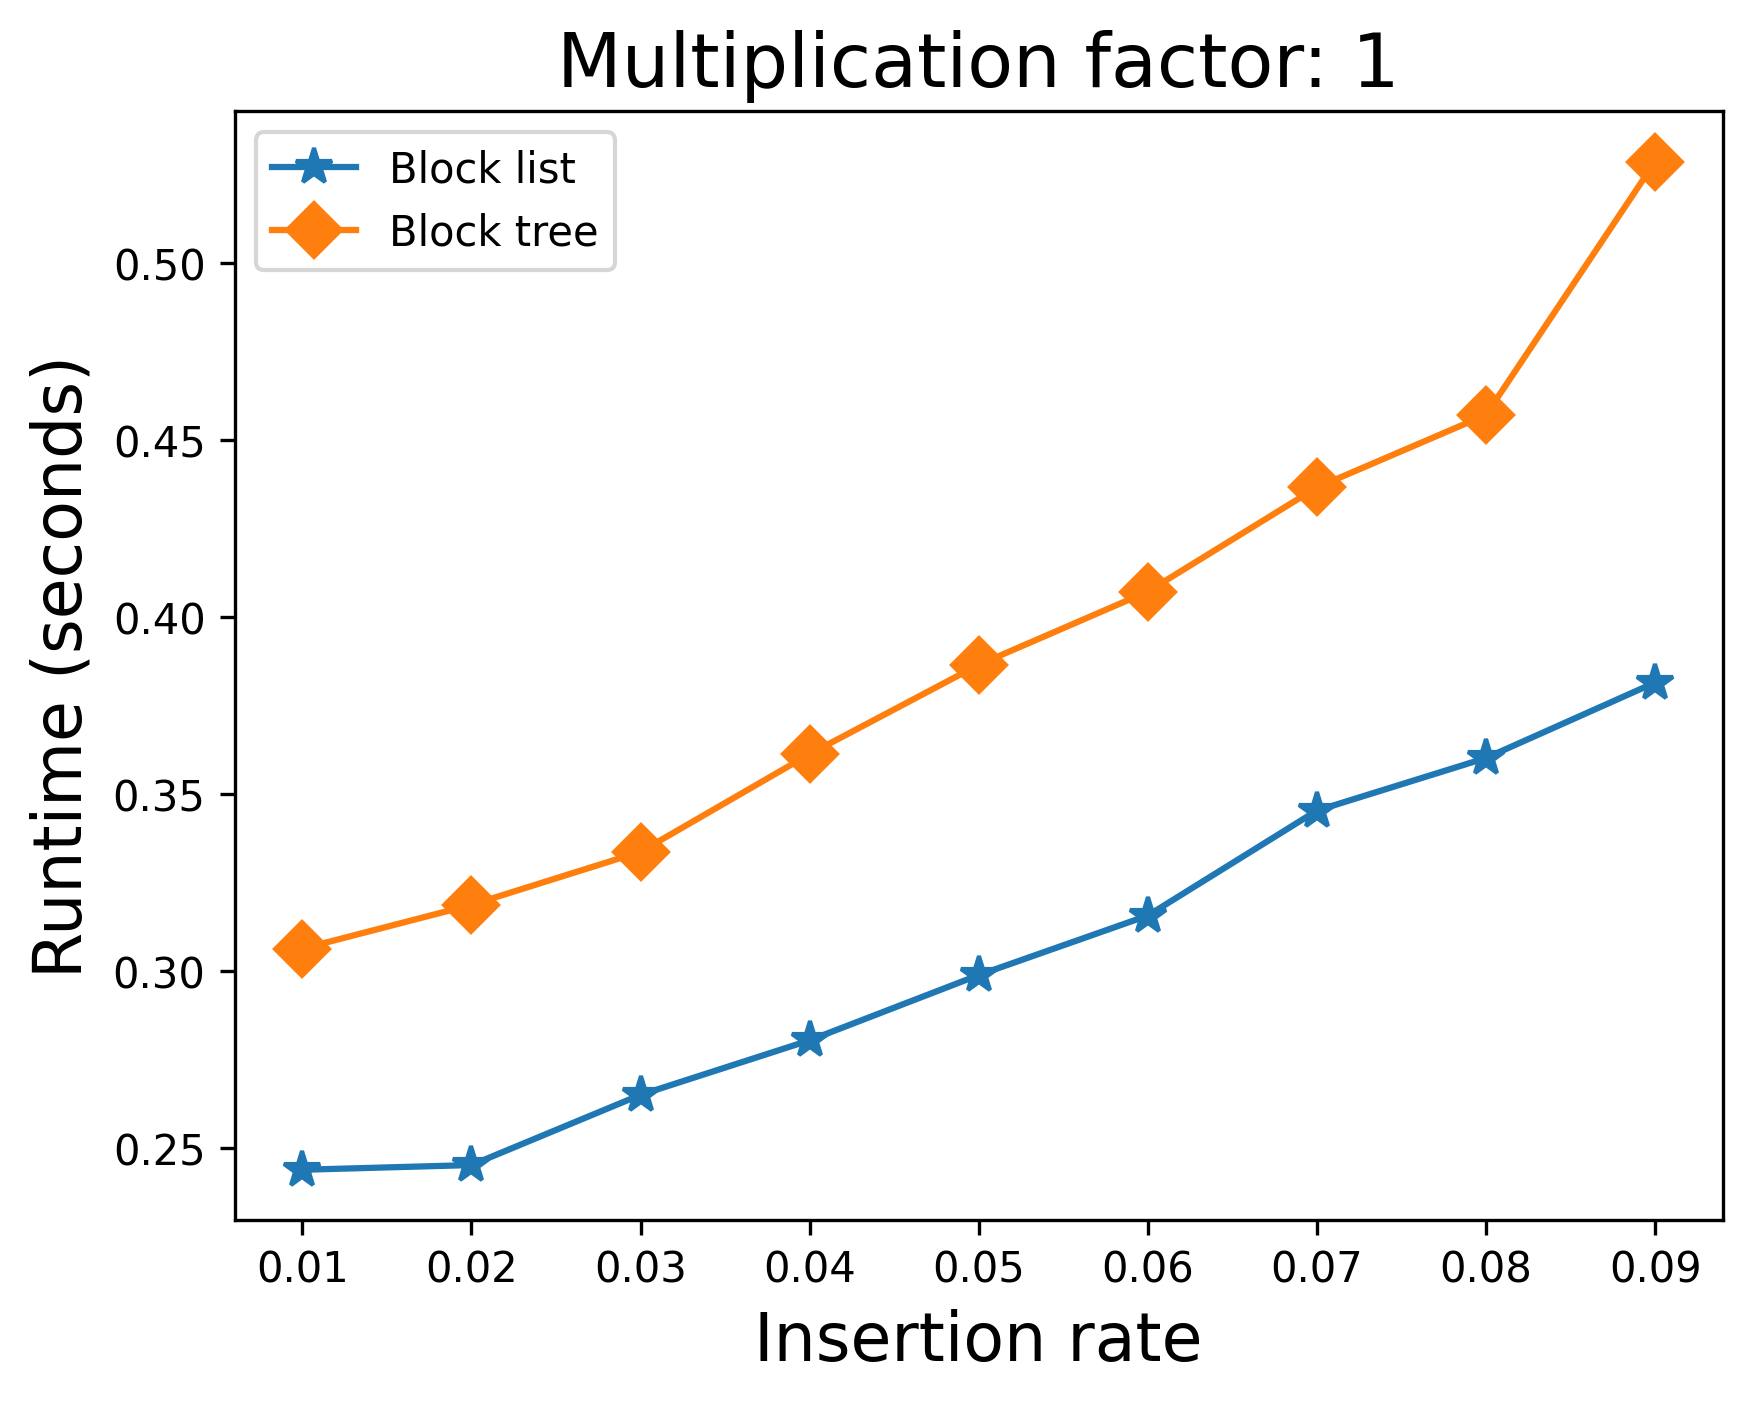 Multiplication factor: 1
Block list
Block tree
0.50
0.45
0.40
0.35
0.30
0.25
Runtime (seconds)
0.01 0.02 0.03 0.04 0.05 0.06 0.07 0.08 0.09
Insertion rate